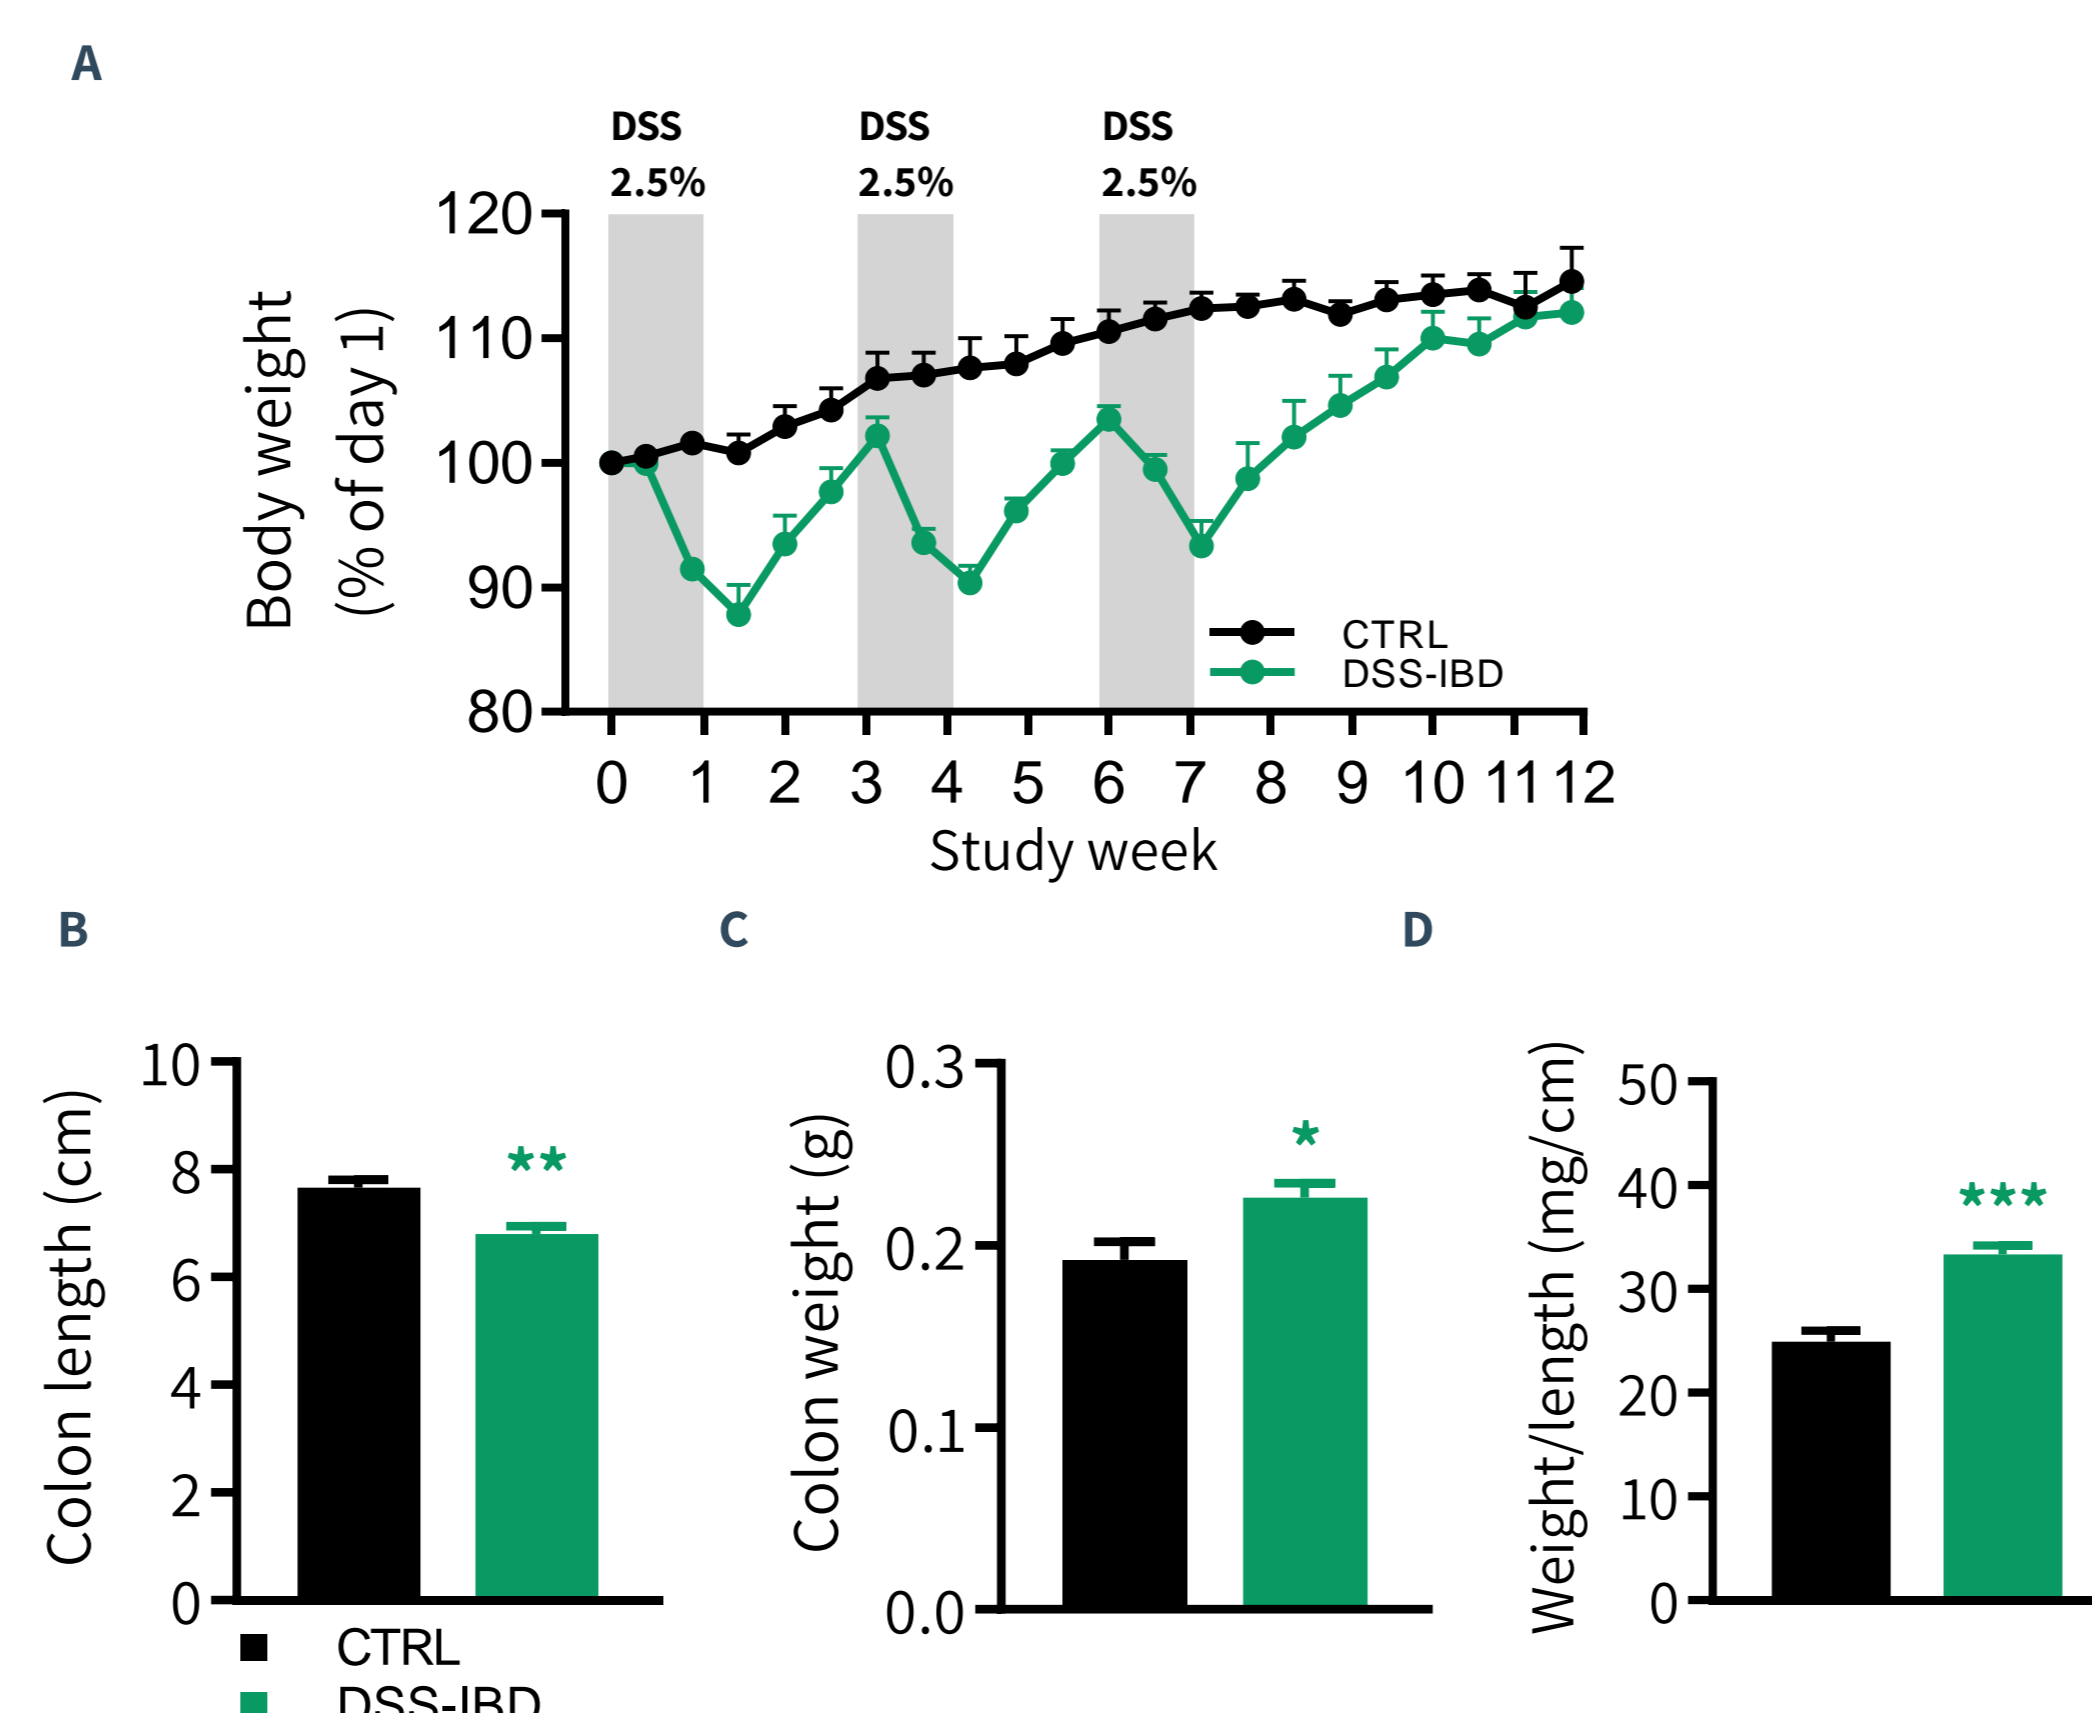 A
DSS DSS DSS
2.5% 2.5% 2.5%
120
110
100
90
80
Body weight
(% of day 1)
CTRL
DSS-IBD
0 1 2 3 4 5 6 7 8 9 10 11 12
Study week
B
Colon length (cm)
10
8
6
4
2
0
**
CTRL
DSS-IBD
C
Colon weight (g)
0.3
0.2
0.1
0.0
*
D
Weight/length (mg/cm)
50
40
30
20
10
0
***